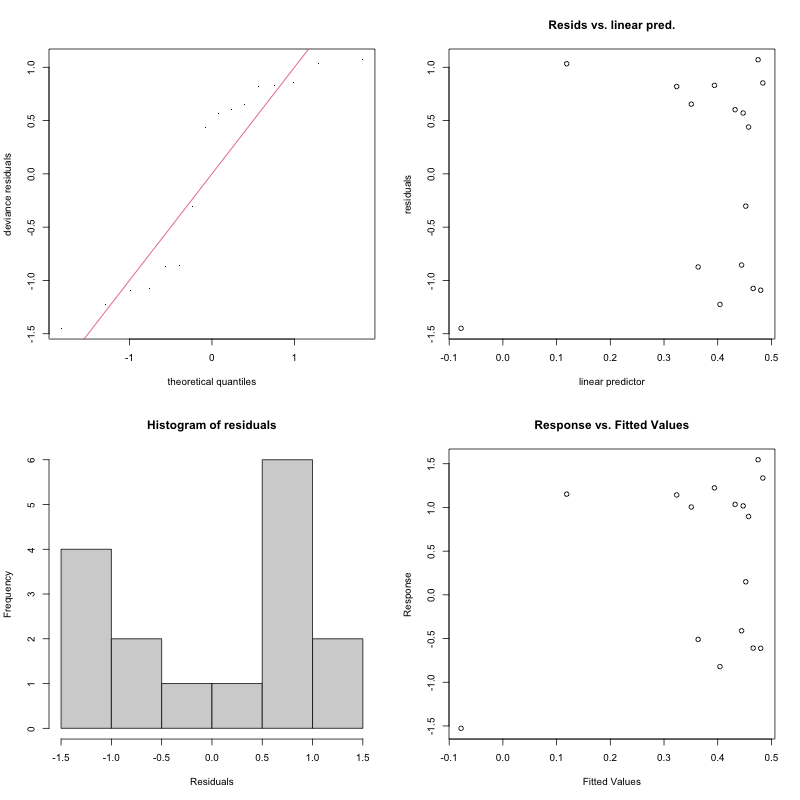 deviance residuals
1.0
0.5
0.0
-0.5
-1.0
-1.5
-1 0 1
theoretical quantiles
Resids vs. linear pred.
residuals
1.0
0.5
0.0
-0.5
-1.0
-1.5
-0.1 0.0 0.1 0.2 0.3 0.4 0.5
linear predictor
Histogram of residuals
Frequency
6
5
4
3
2
1
0
-1.5 -1.0 -0.5 0.0 0.5 1.0 1.5
Residuals
Response vs. Fitted Values
Response
1.5
1.0
0.5
0.0
-0.5
-1.0
-1.5
-0.1 0.0 0.1 0.2 0.3 0.4 0.5
Fitted Values